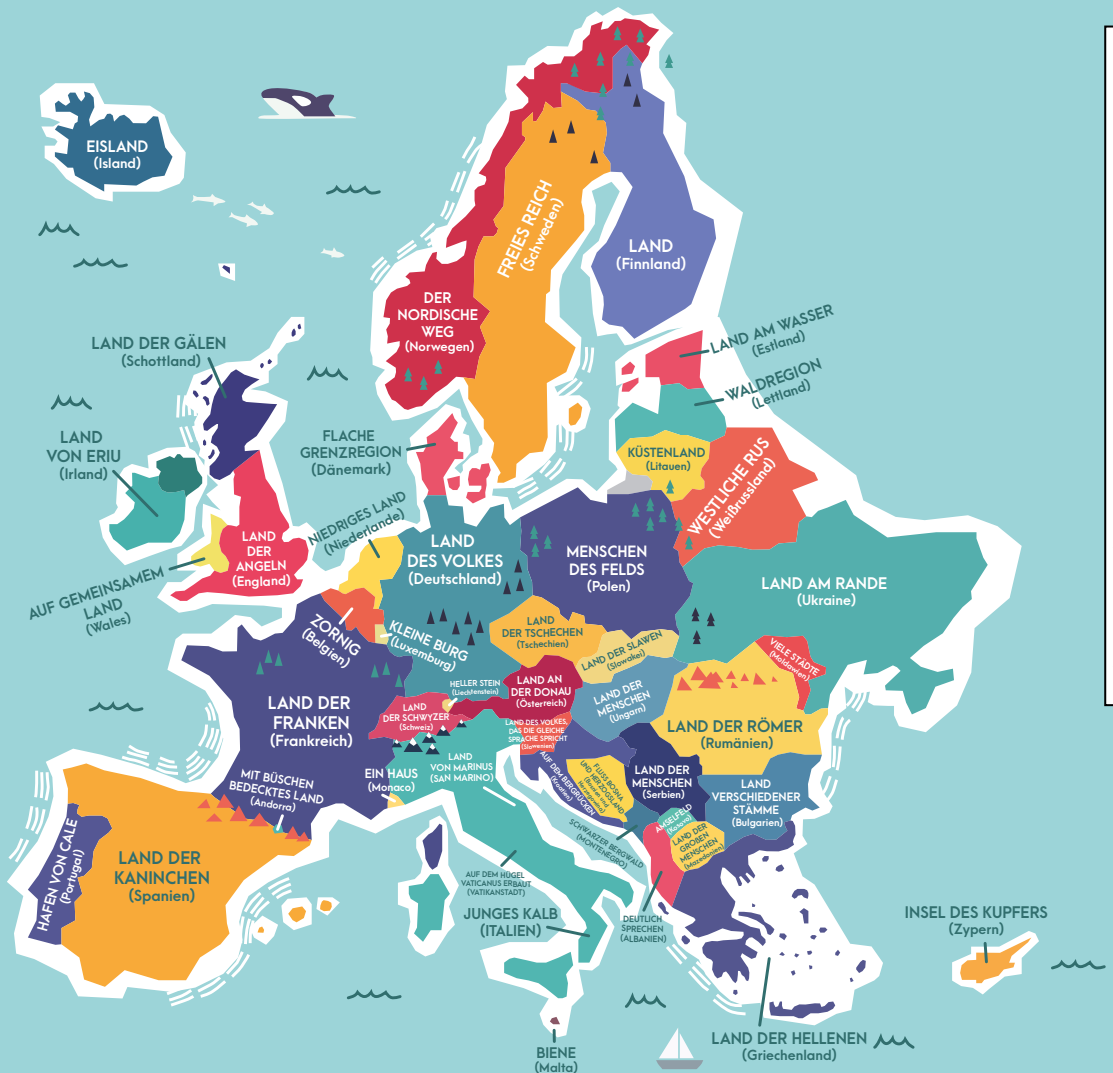 EISLAND
(Island)
FREIES REICH
(Schweden)
LAND
(Finnland)
DER
NORDISCHE
WEG
(Norwegen)
LAND AM WASSER
(Estland)
LAND DER GÄLEN
(Schottland)
WALDREGION
(Lettland)
LAND
VON ERIU
(Irland)
FLACHE
GRENZREGION
(Dänemark)
KÜSTENLAND
(Litauen)
WESTLICHE RUS
(Weißrussland)
NIEDRIGES LAND
(Niederlande)
LAND
DER
ANGELN
(England)
LAND
DES VOLKES
(Deutschland)
MENSCHEN
DES FELDS
(Polen)
LAND AM RANDE
(Ukraine)
AUF GEMEINSAMEM
LAND
(Wales)
ZORNIG
(Belgien)
KLEINE BURG
(Luxemburg)
LAND
DER TSCHECHEN
(Tschechien)
LAND DER SLAWEN
(Slowakei)
VIELE STÄDTE
(Moldawien)
HELLER STEIN
(Liechtenstein)
LAND AN
DER DONAU
(Österreich)
LAND DER
MENSCHEN
(Ungarn)
LAND DER
FRANKEN
(Frankreich)
LAND
DER SCHWYZER
(Schweiz)
LAND DES VOLKES,
DAS DIE GLEICHE
SPRACHE SPRICHT
(Slowenien)
LAND DER RÖMER
(Rumänien)
LAND
VON MARINUS
(SAN MARINO)
EIN HAUS
(Monaco)
AUF DEM BERGRÜCKEN
(Kroatien)
FLUSS BOSNA
UND HERZOGSLAND
(Bosnien und
Herzegowina)
LAND DER
MENSCHEN
(Serbien)
LAND
VERSCHIEDENER
STÄMME
(Bulgarien)
MIT BÜSCHEN
BEDECKTES LAND
(Andorra)
SCHWARZER BERGWALD
(MONTENEGRO)
AMSELFELD
(Kosovo)
LAND DER
GROẞEN
MENSCHEN
(Mazedonien)
HAFEN VON CALE
(Portugal)
LAND DER
KANINCHEN
(Spanien)
AUF DEM HÜGEL
VATICANUS ERBAUT
(VATIKANSTADT)
JUNGES KALB
(ITALIEN)
DEUTLICH
SPRECHEN
(ALBANIEN)
INSEL DES KUPFERS
(Zypern)
BIENE
(Malta)
LAND DER HELLENEN
(Griechenland)